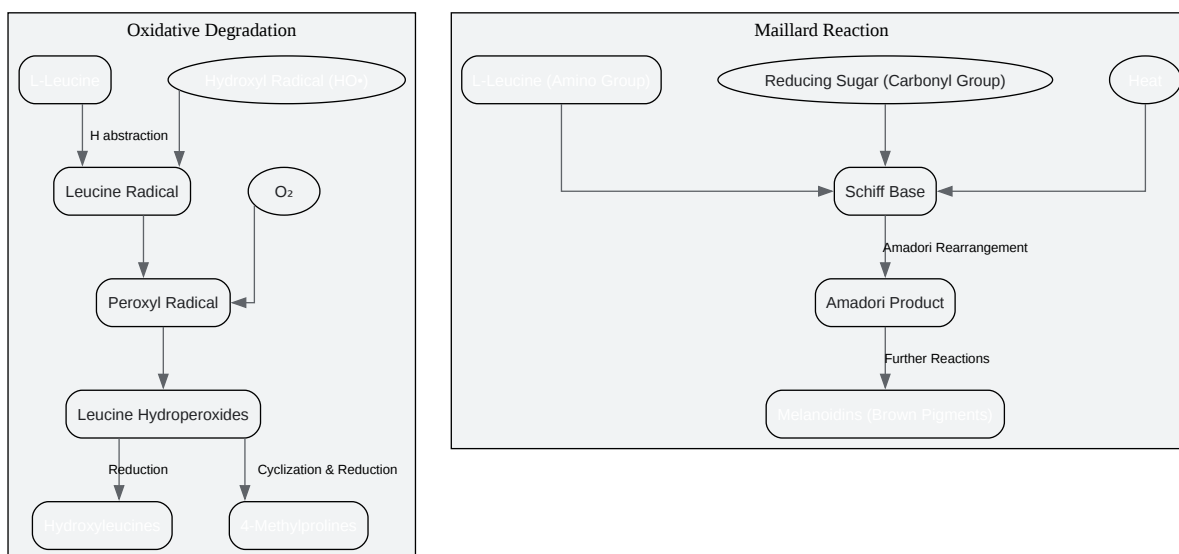 Oxidative Degradation
L-Leucine
Hydroxyl Radical (HO•)
H abstraction
Leucine Radical
O₂
Peroxyl Radical
Leucine Hydroperoxides
Reduction
Cyclization & Reduction
Hydroxyleucines
4-Methylprolines
Maillard Reaction
L-Leucine (Amino Group)
Reducing Sugar (Carbonyl Group)
Heat
Schiff Base
Amadori Rearrangement
Amadori Product
Further Reactions
Melanoidins (Brown Pigments)